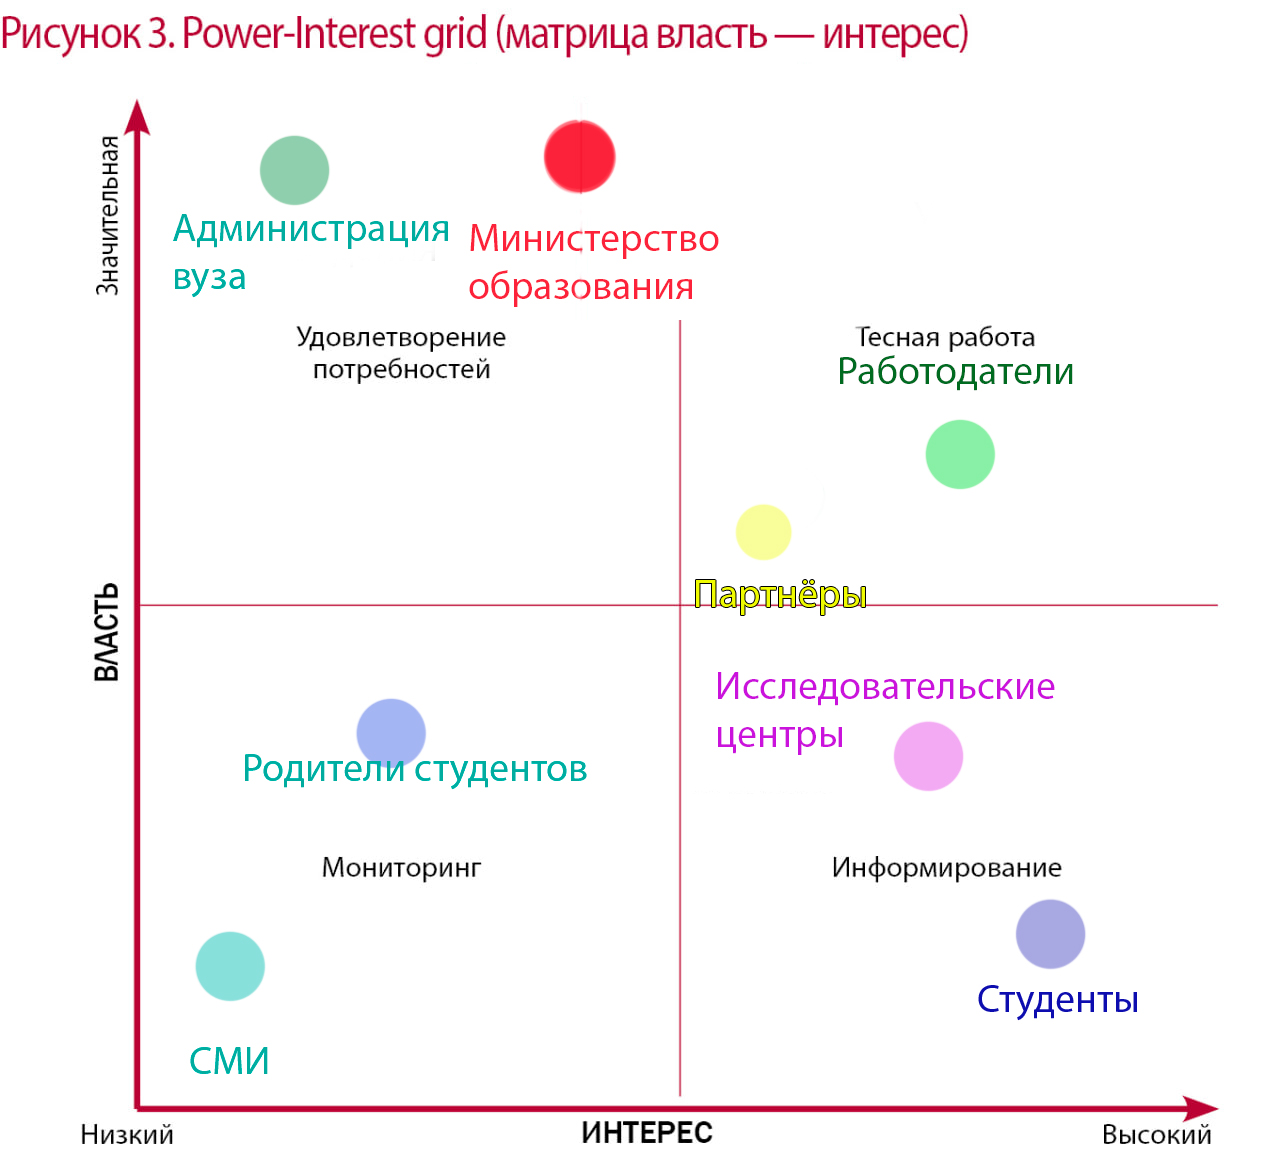 Рисунок 3. Power-Interest grid (матрица власть — интерес)
Значительная
Администрация
вуза
Министерство
образования
Удовлетворение
потребностей
Тесная работа
Работодатели
Партнёры
ВЛАСТЬ
Исследовательские
центры
Родители студентов
Мониторинг
Информирование
Студенты
СМИ
Низкий
ИНТЕРЕС
Высокий